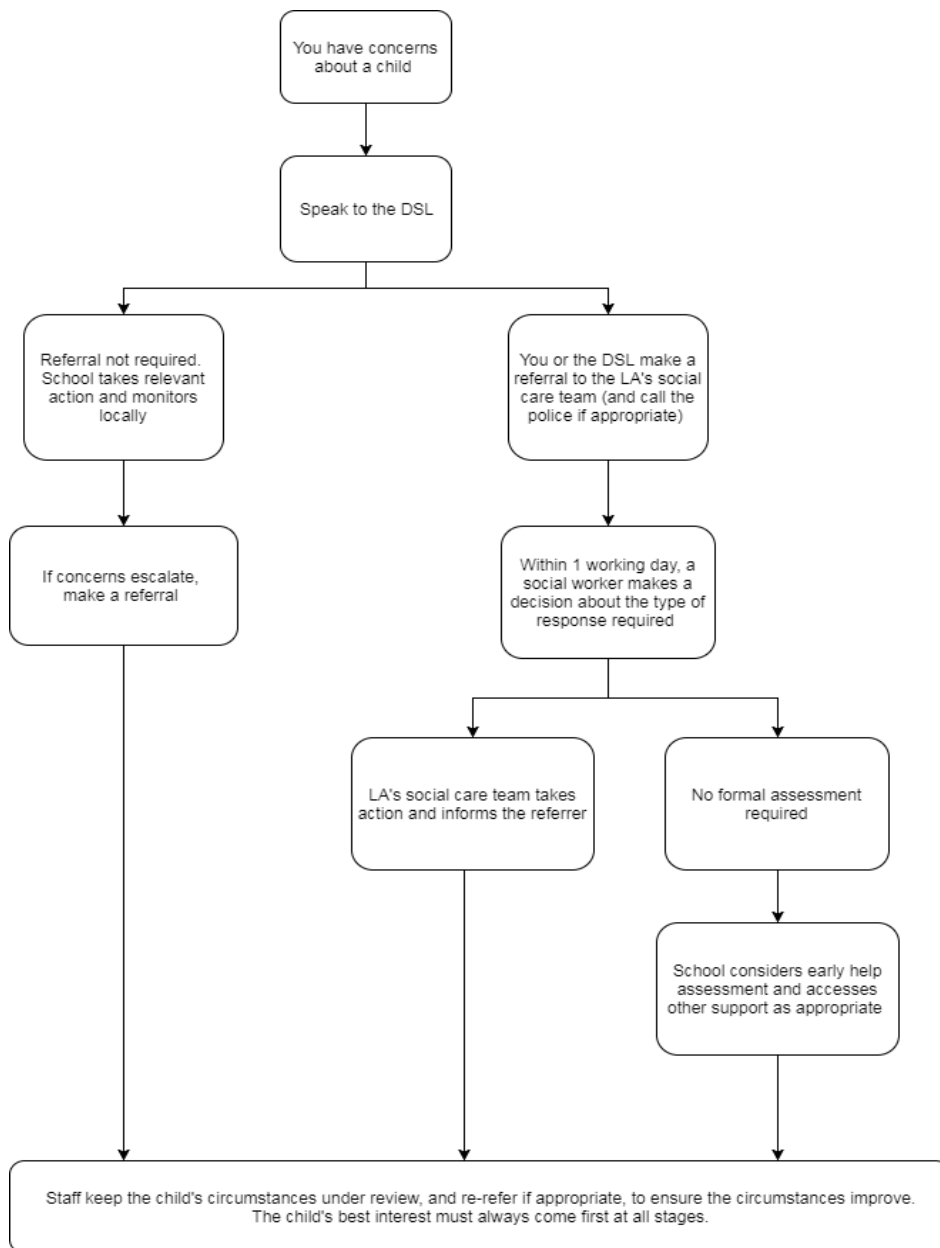 You have concerns
about a child
Speak to the DSL
Referral not required.
School takes relevant
action and monitors
locally
You or the DSL make a
referral to the LA's social
care team (and call the
police if appropriate)
If concerns escalate,
make a referral
Within 1 working day, a
social worker makes a
decision about the type of
response required
LA's social care team takes
action and informs the referrer
No formal assessment
required
School considers early help
assessment and accesses
other support as appropriate
Staff keep the child's circumstances under review, and re-refer if appropriate, to ensure the circumstances improve.
The child's best interest must always come first at all stages.